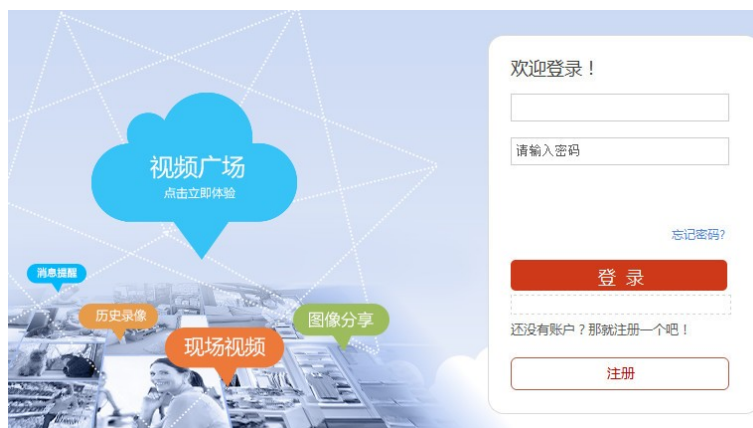 视频广场
点击立即体验
消息提醒
历史录像
现场视频
图像分享
欢迎登录！
请输入密码
忘记密码?
登 录
还没有账户？那就注册一个吧！
注册